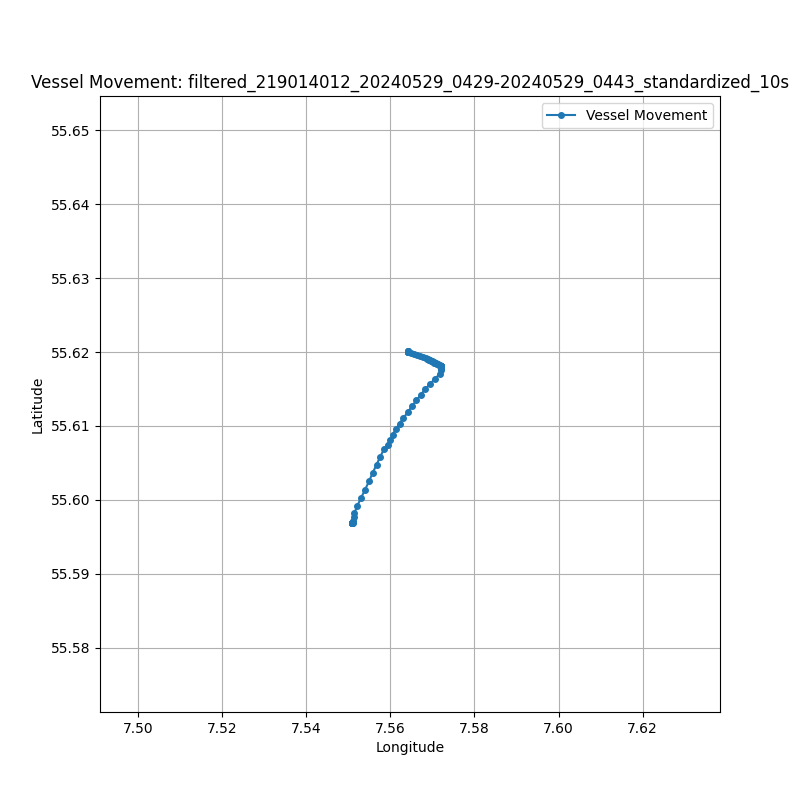 Vessel Movement: filtered_219014012_20240529_0429-20240529_0443_standardized_10s
Vessel Movement
55.65
55.64
55.63
55.62
55.61
55.60
55.59
55.58
Latitude
7.50 7.52 7.54 7.56 7.58 7.60 7.62
Longitude